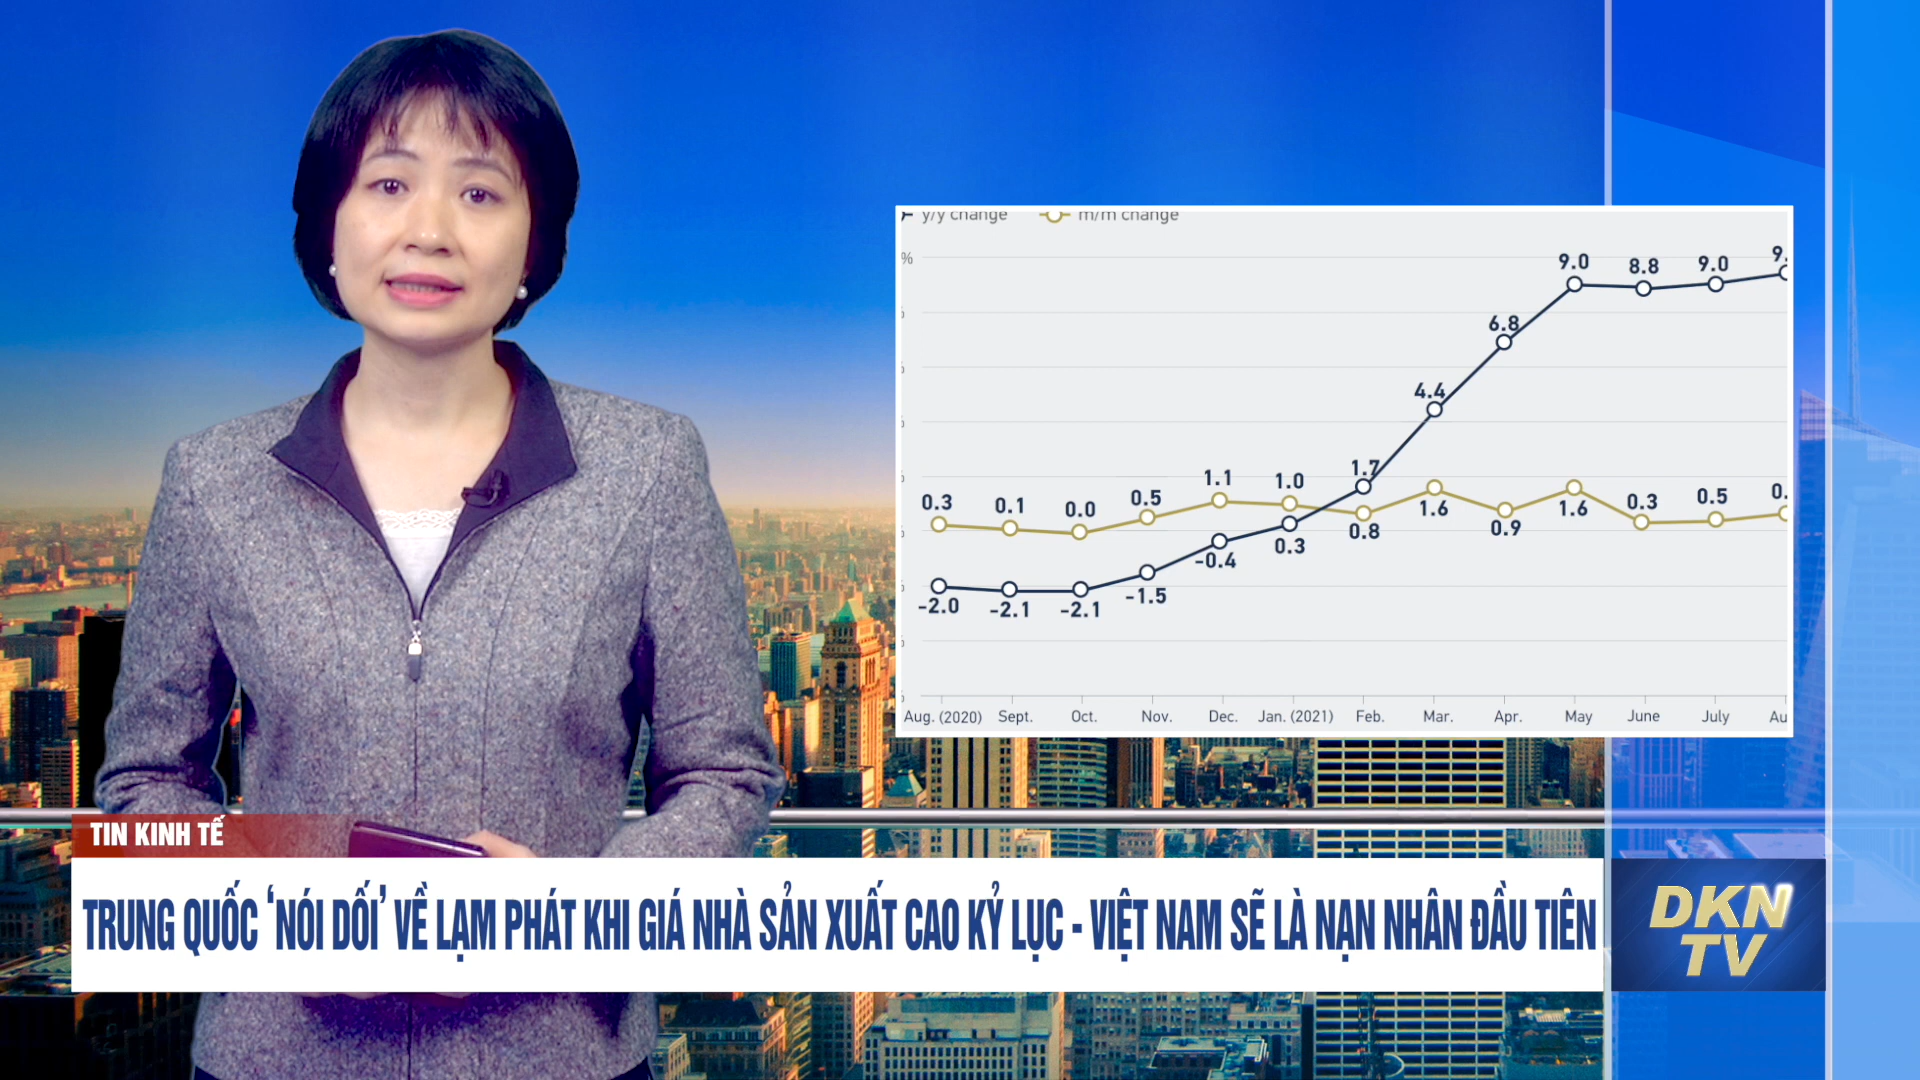 y/y change m/m change
%
9.0 8.8 9.0 9.
6.8
4.4
1.7
0.3 0.1 0.0 0.5 1.1 1.0 0.8 1.6 0.9 1.6 0.3 0.5 0.
-2.0 -2.1 -2.1 -1.5 -0.4 0.3
Aug. (2020) Sept. Oct. Nov. Dec. Jan. (2021) Feb. Mar. Apr. May June July Au
TIN KINH TẾ
TRUNG QUỐC ‘NÓI DỐI’ VỀ LẠM PHÁT KHI GIÁ NHÀ SẢN XUẤT CAO KỶ LỤC - VIỆT NAM SẼ LÀ NẠN NHÂN ĐẦU TIÊN
DKN
TV